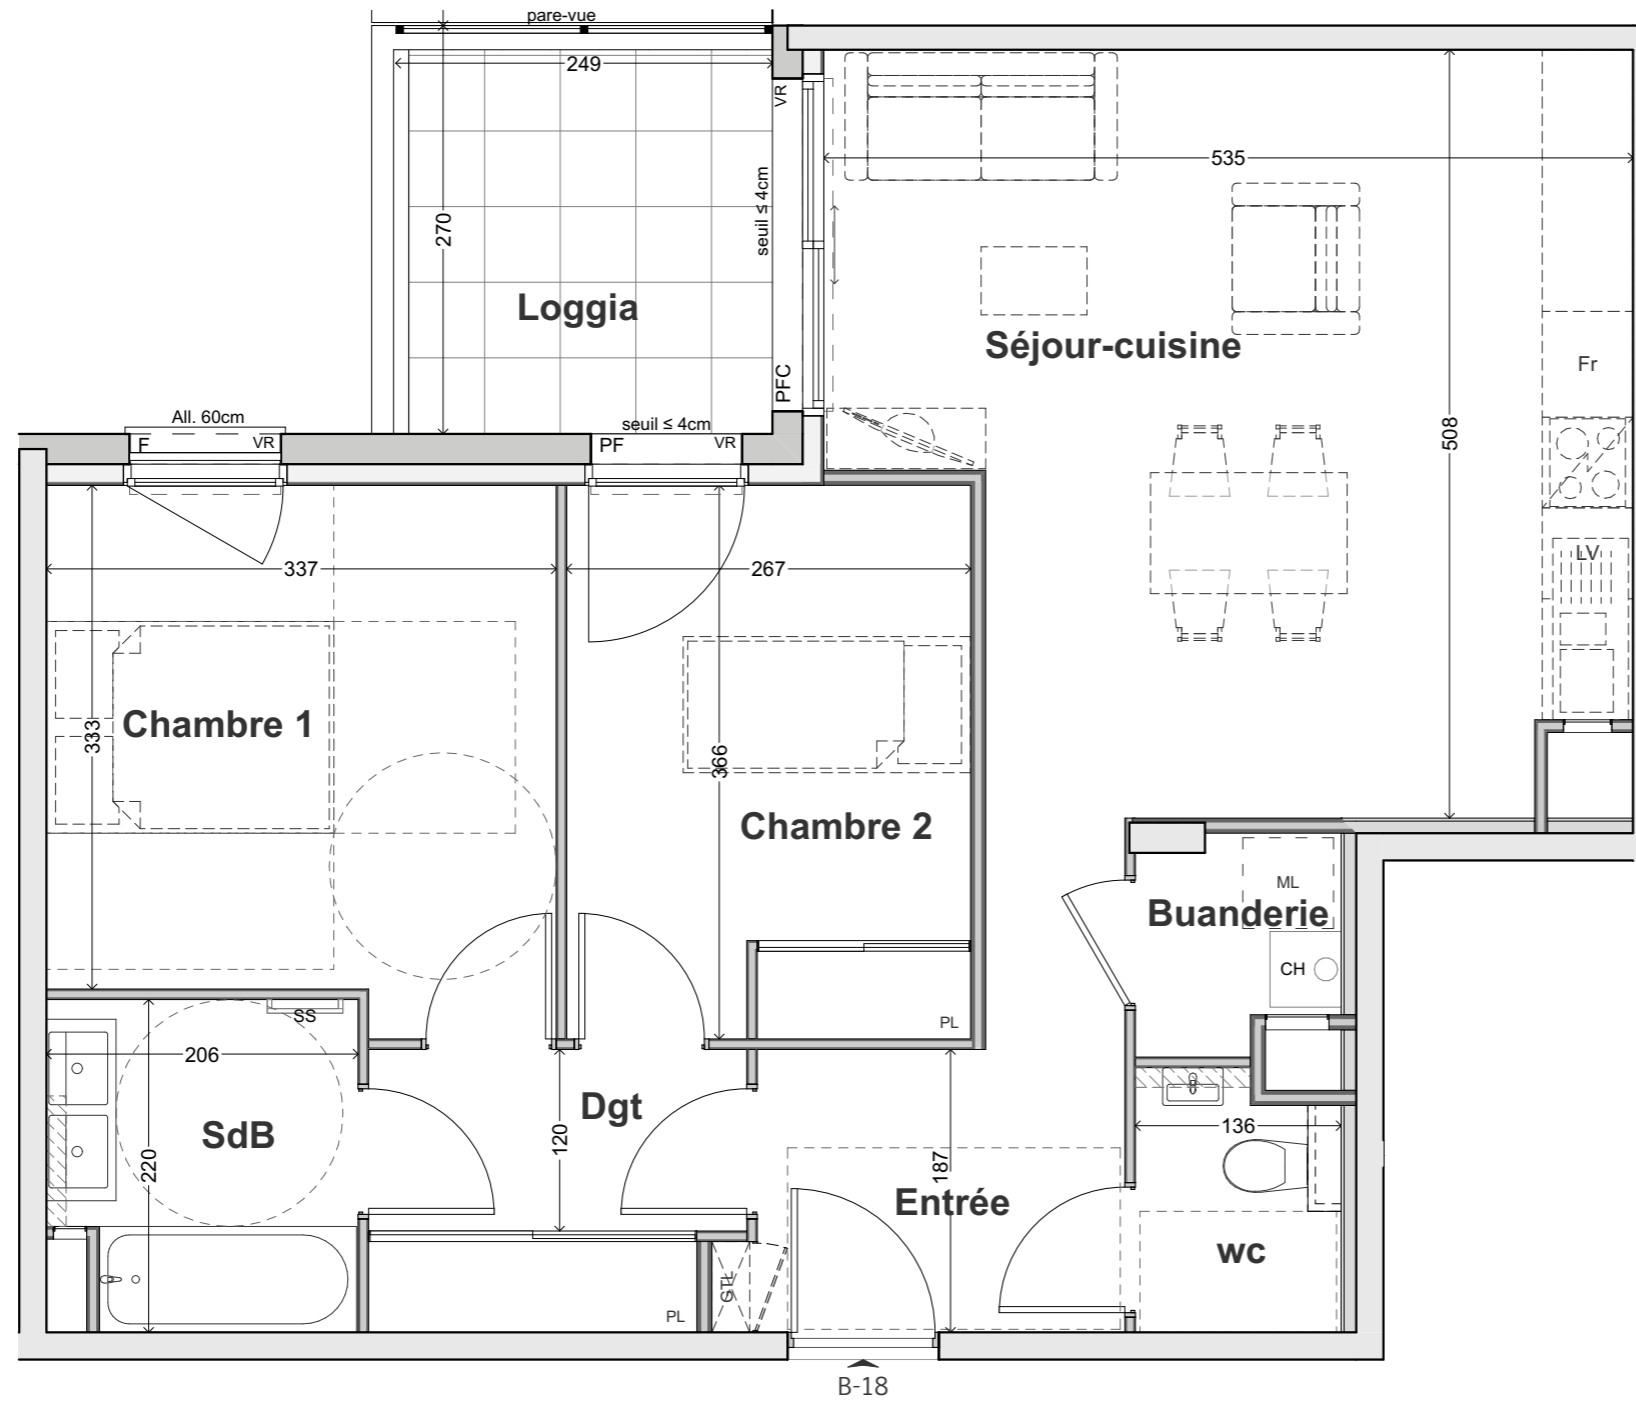 pare-vue
249
VR
535
seuil ≤ 4cm
270
Loggia
Séjour-cuisine
Fr
PFC
508
All. 60cm
F
VR
seuil ≤ 4cm
PF
VR
LV
337
267
Chambre 1
333
366
Chambre 2
ML
Buanderie
CH
PL
SS
206
Dgt
SdB
120
136
220
187
Entrée
wc
GTL
PL
B-18